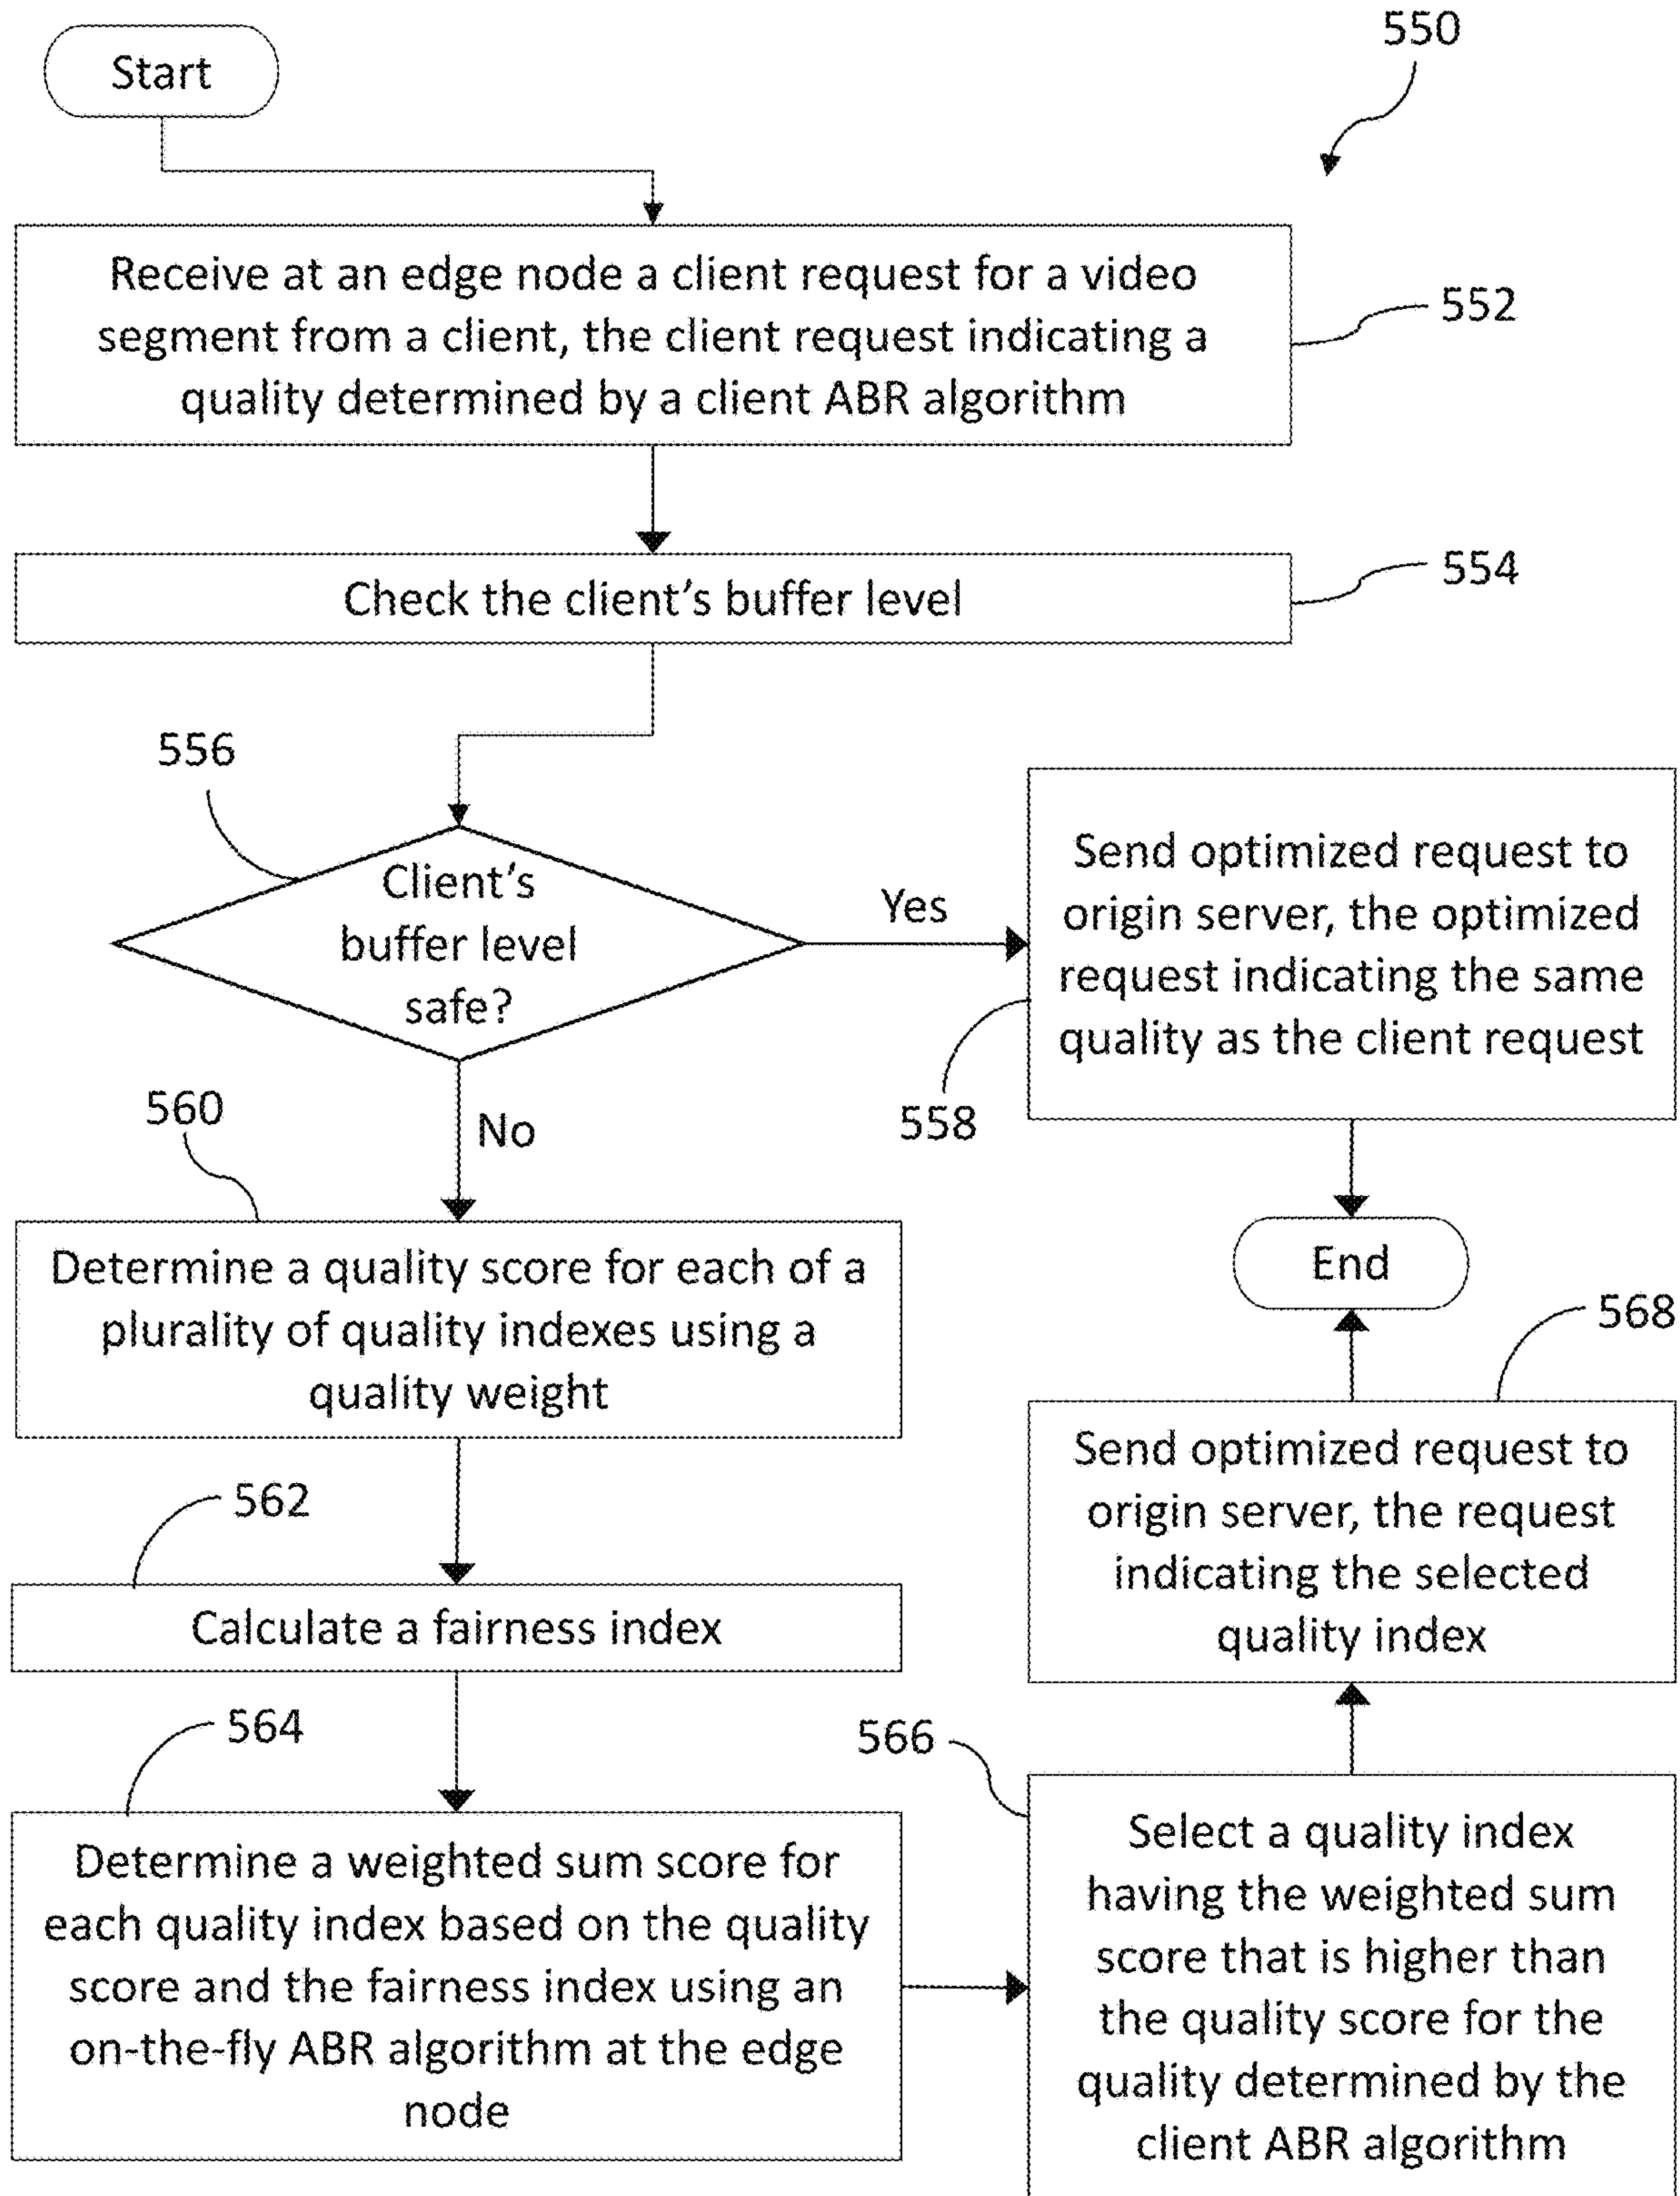 550
Start
Receive at an edge node a client request for a video
segment from a client, the client request indicating a
quality determined by a client ABR algorithm
552
Check the client's buffer level
554
556
Client's
buffer level
safe?
Yes
Send optimized request to
origin server, the optimized
request indicating the same
quality as the client request
558
No
560
Determine a quality score for each of a
plurality of quality indexes using a
quality weight
End
562
Calculate a fairness index
564
Determine a weighted sum score for
each quality index based on the quality
score and the fairness index using an
on-the-fly ABR algorithm at the edge
node
566
Select a quality index
having the weighted sum
score that is higher than
the quality score for the
quality determined by the
client ABR algorithm
568
Send optimized request to
origin server, the request
indicating the selected
quality index